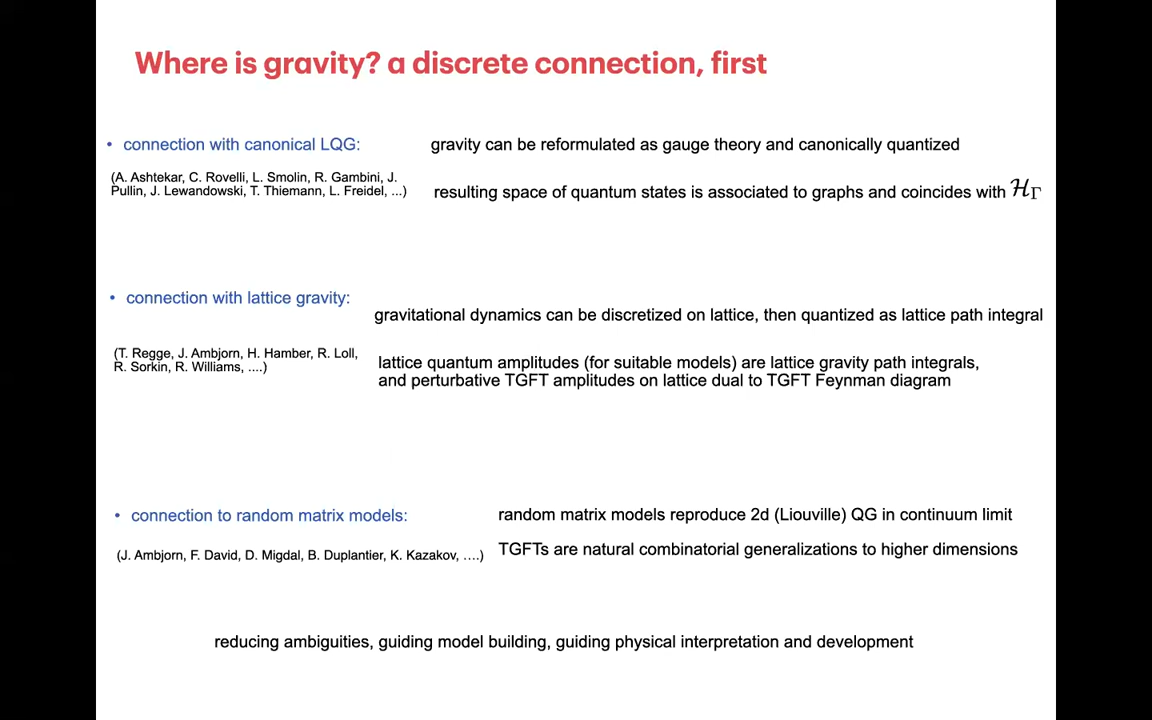 Where is gravity? a discrete connection, first
• connection with canonical LQG:
gravity can be reformulated as gauge theory and canonically quantized
(A. Ashtekar, C. Rovelli, L. Smolin, R. Gambini, J.
Pullin, J. Lewandowski, T. Thiemann, L. Freidel, ...)
resulting space of quantum states is associated to graphs and coincides with ℋ_Γ
• connection with lattice gravity:
gravitational dynamics can be discretized on lattice, then quantized as lattice path integral
(T. Regge, J. Ambjorn, H. Hamber, R. Loll,
R. Sorkin, R. Williams, ....)
lattice quantum amplitudes (for suitable models) are lattice gravity path integrals,
and perturbative TGFT amplitudes on lattice dual to TGFT Feynman diagram
• connection to random matrix models:
random matrix models reproduce 2d (Liouville) QG in continuum limit
(J. Ambjorn, F. David, D. Migdal, B. Duplantier, K. Kazakov, ....)
TGFTs are natural combinatorial generalizations to higher dimensions
reducing ambiguities, guiding model building, guiding physical interpretation and development